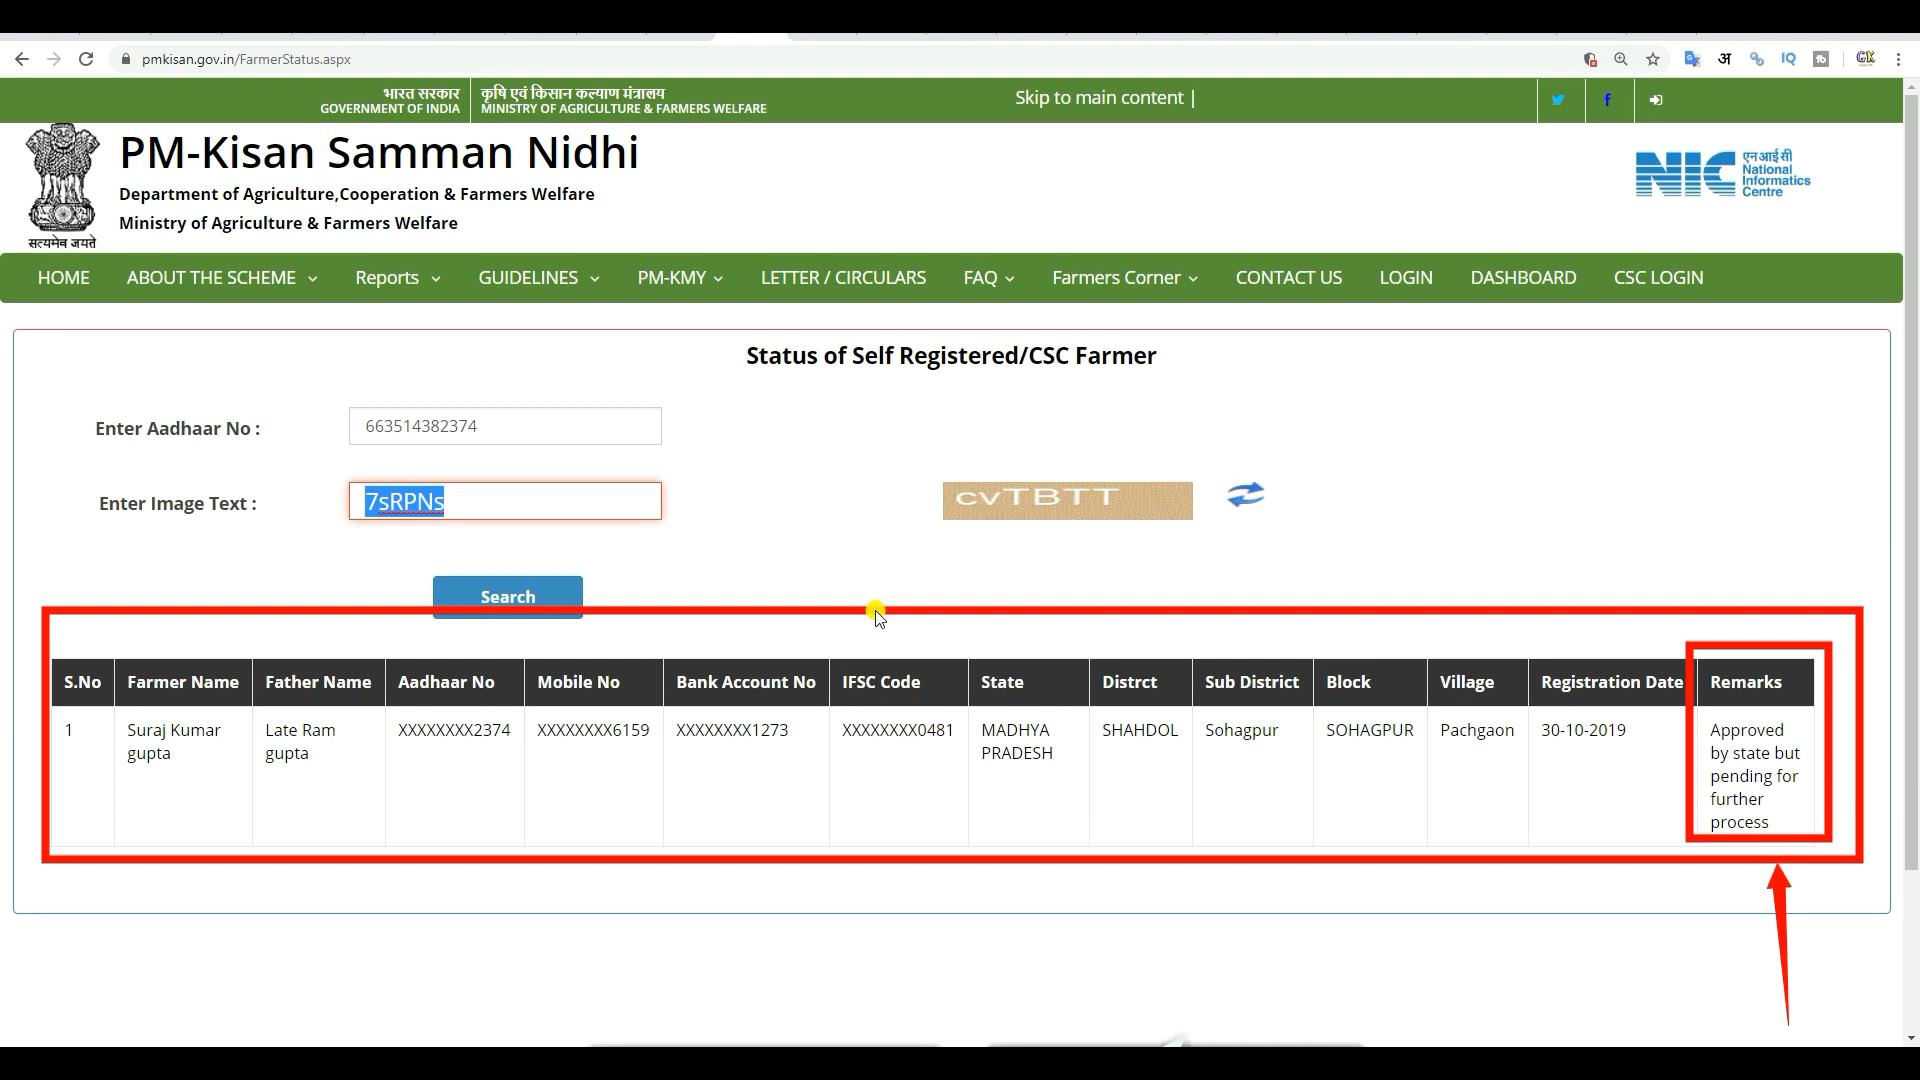 pmkisan.gov.in/FarmerStatus.aspx
भारत सरकार
GOVERNMENT OF INDIA
कृषि एवं किसान कल्याण मंत्रालय
MINISTRY OF AGRICULTURE & FARMERS WELFARE
Skip to main content |
PM-Kisan Samman Nidhi
Department of Agriculture,Cooperation & Farmers Welfare
Ministry of Agriculture & Farmers Welfare
सत्यमेव जयते
NIC
एन आई सी
National
Informatics
Centre
HOME ABOUT THE SCHEME Reports GUIDELINES PM-KMY LETTER / CIRCULARS FAQ Farmers Corner CONTACT US LOGIN DASHBOARD CSC LOGIN
Status of Self Registered/CSC Farmer
Enter Aadhaar No : 663514382374
Enter Image Text : 7sRPNs cvTBTT
Search
S.No Farmer Name Father Name Aadhaar No Mobile No Bank Account No IFSC Code State Distrct Sub District Block Village Registration Date Remarks
1 Suraj Kumar Late Ram XXXXXXXX2374 XXXXXXXX6159 XXXXXXXX1273 XXXXXXXX0481 MADHYA SHAHDOL Sohagpur SOHAGPUR Pachgaon 30-10-2019 Approved
gupta gupta PRADESH by state but
pending for
further
process